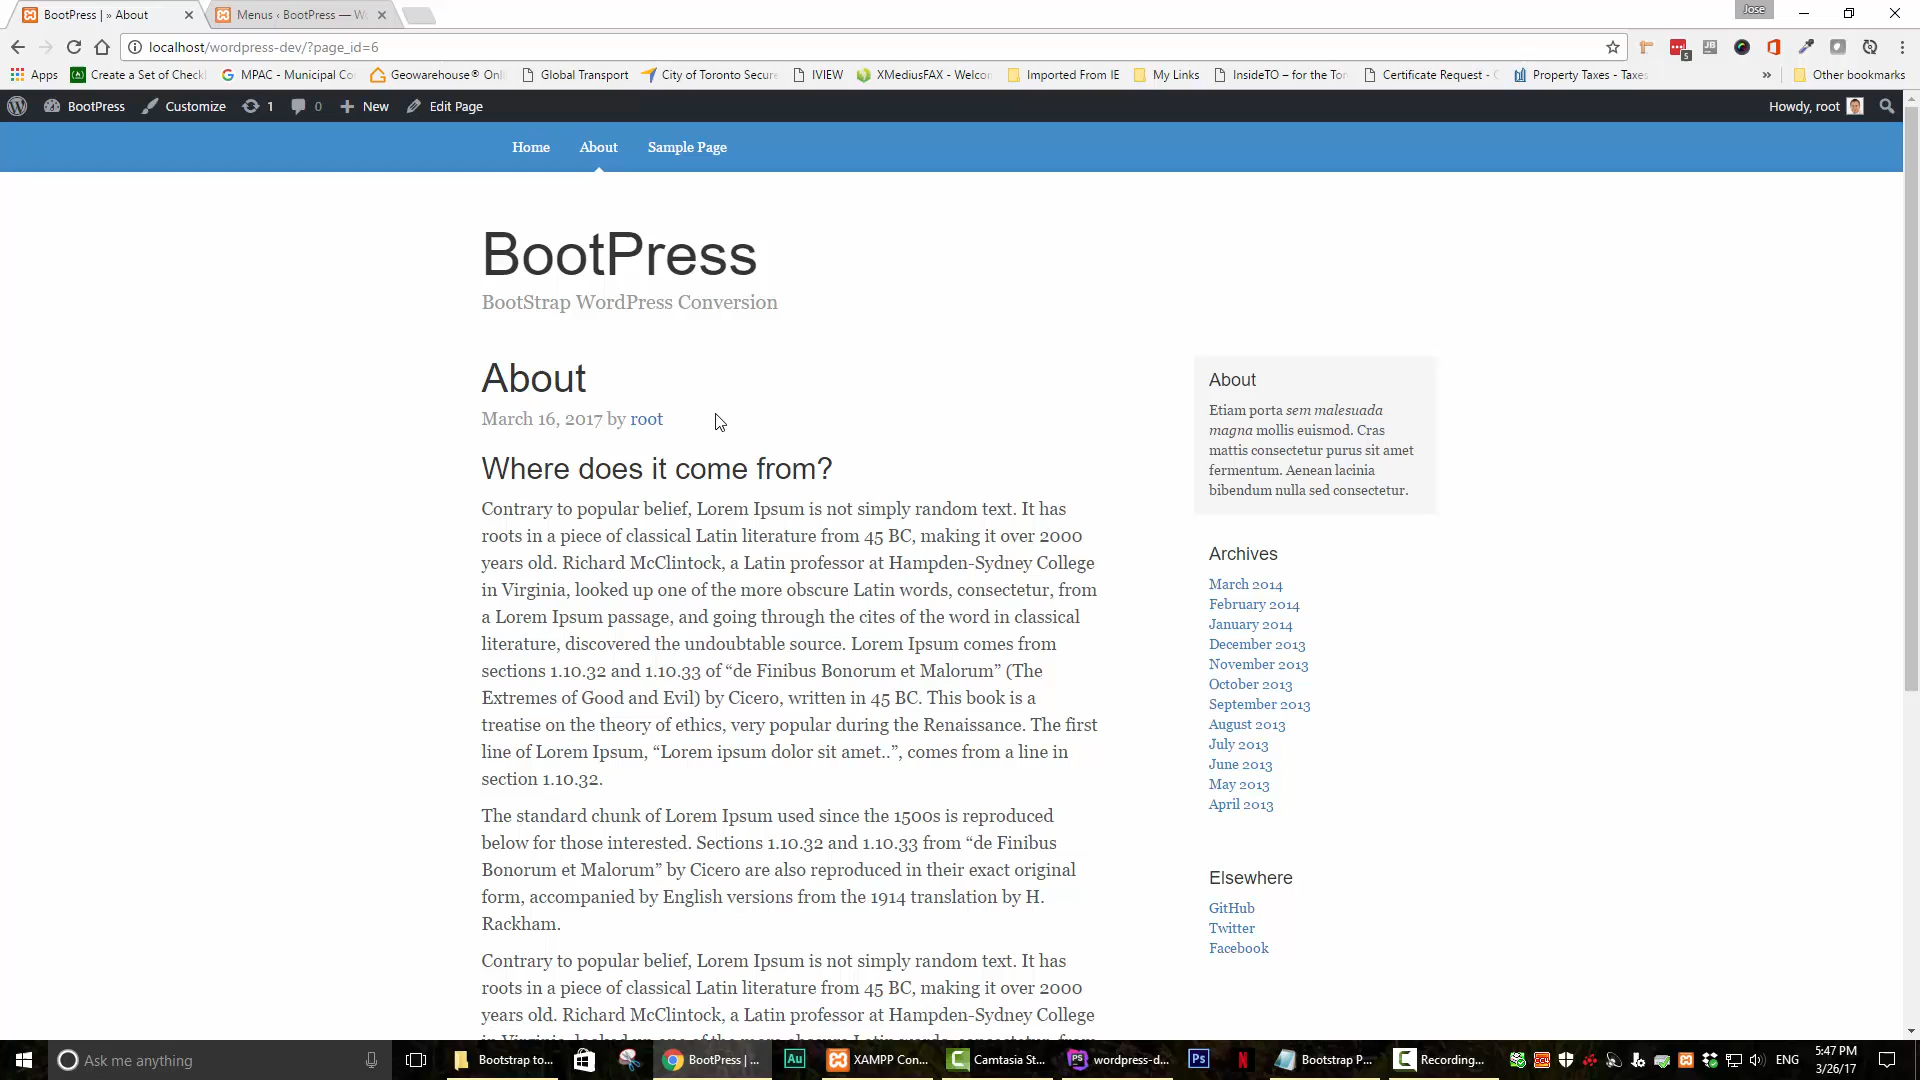 BootPress | » About
Menus ‹ BootPress — W
Jose
localhost/wordpress-dev/?page_id=6
5
Apps
Create a Set of Check
MPAC - Municipal Co
Geowarehouse® Onl
Global Transport
City of Toronto Secure
IVIEW
XMediusFAX - Welcon
Imported From IE
My Links
InsideTO – for the Tor
Certificate Request - C
Property Taxes - Taxes
»
Other bookmarks
BootPress
Customize
1
0
New
Edit Page
Howdy, root
Home
About
Sample Page
BootPress
BootStrap WordPress Conversion
About
March 16, 2017 by root
Where does it come from?
Contrary to popular belief, Lorem Ipsum is not simply random text. It has
roots in a piece of classical Latin literature from 45 BC, making it over 2000
years old. Richard McClintock, a Latin professor at Hampden-Sydney College
in Virginia, looked up one of the more obscure Latin words, consectetur, from
a Lorem Ipsum passage, and going through the cites of the word in classical
literature, discovered the undoubtable source. Lorem Ipsum comes from
sections 1.10.32 and 1.10.33 of “de Finibus Bonorum et Malorum” (The
Extremes of Good and Evil) by Cicero, written in 45 BC. This book is a
treatise on the theory of ethics, very popular during the Renaissance. The first
line of Lorem Ipsum, “Lorem ipsum dolor sit amet..”, comes from a line in
section 1.10.32.
The standard chunk of Lorem Ipsum used since the 1500s is reproduced
below for those interested. Sections 1.10.32 and 1.10.33 from “de Finibus
Bonorum et Malorum” by Cicero are also reproduced in their exact original
form, accompanied by English versions from the 1914 translation by H.
Rackham.
Contrary to popular belief, Lorem Ipsum is not simply random text. It has
roots in a piece of classical Latin literature from 45 BC, making it over 2000
years old. Richard McClintock, a Latin professor at Hampden-Sydney College
About
Etiam porta sem malesuada
magna mollis euismod. Cras
mattis consectetur purus sit amet
fermentum. Aenean lacinia
bibendum nulla sed consectetur.
Archives
March 2014
February 2014
January 2014
December 2013
November 2013
October 2013
September 2013
August 2013
July 2013
June 2013
May 2013
April 2013
Elsewhere
GitHub
Twitter
Facebook
Ask me anything
Bootstrap to...
BootPress | ...
Au
XAMPP Con...
Camtasia St...
PS
wordpress-d...
Ps
N
Bootstrap P...
Recording...
ENG
5:47 PM
3/26/17